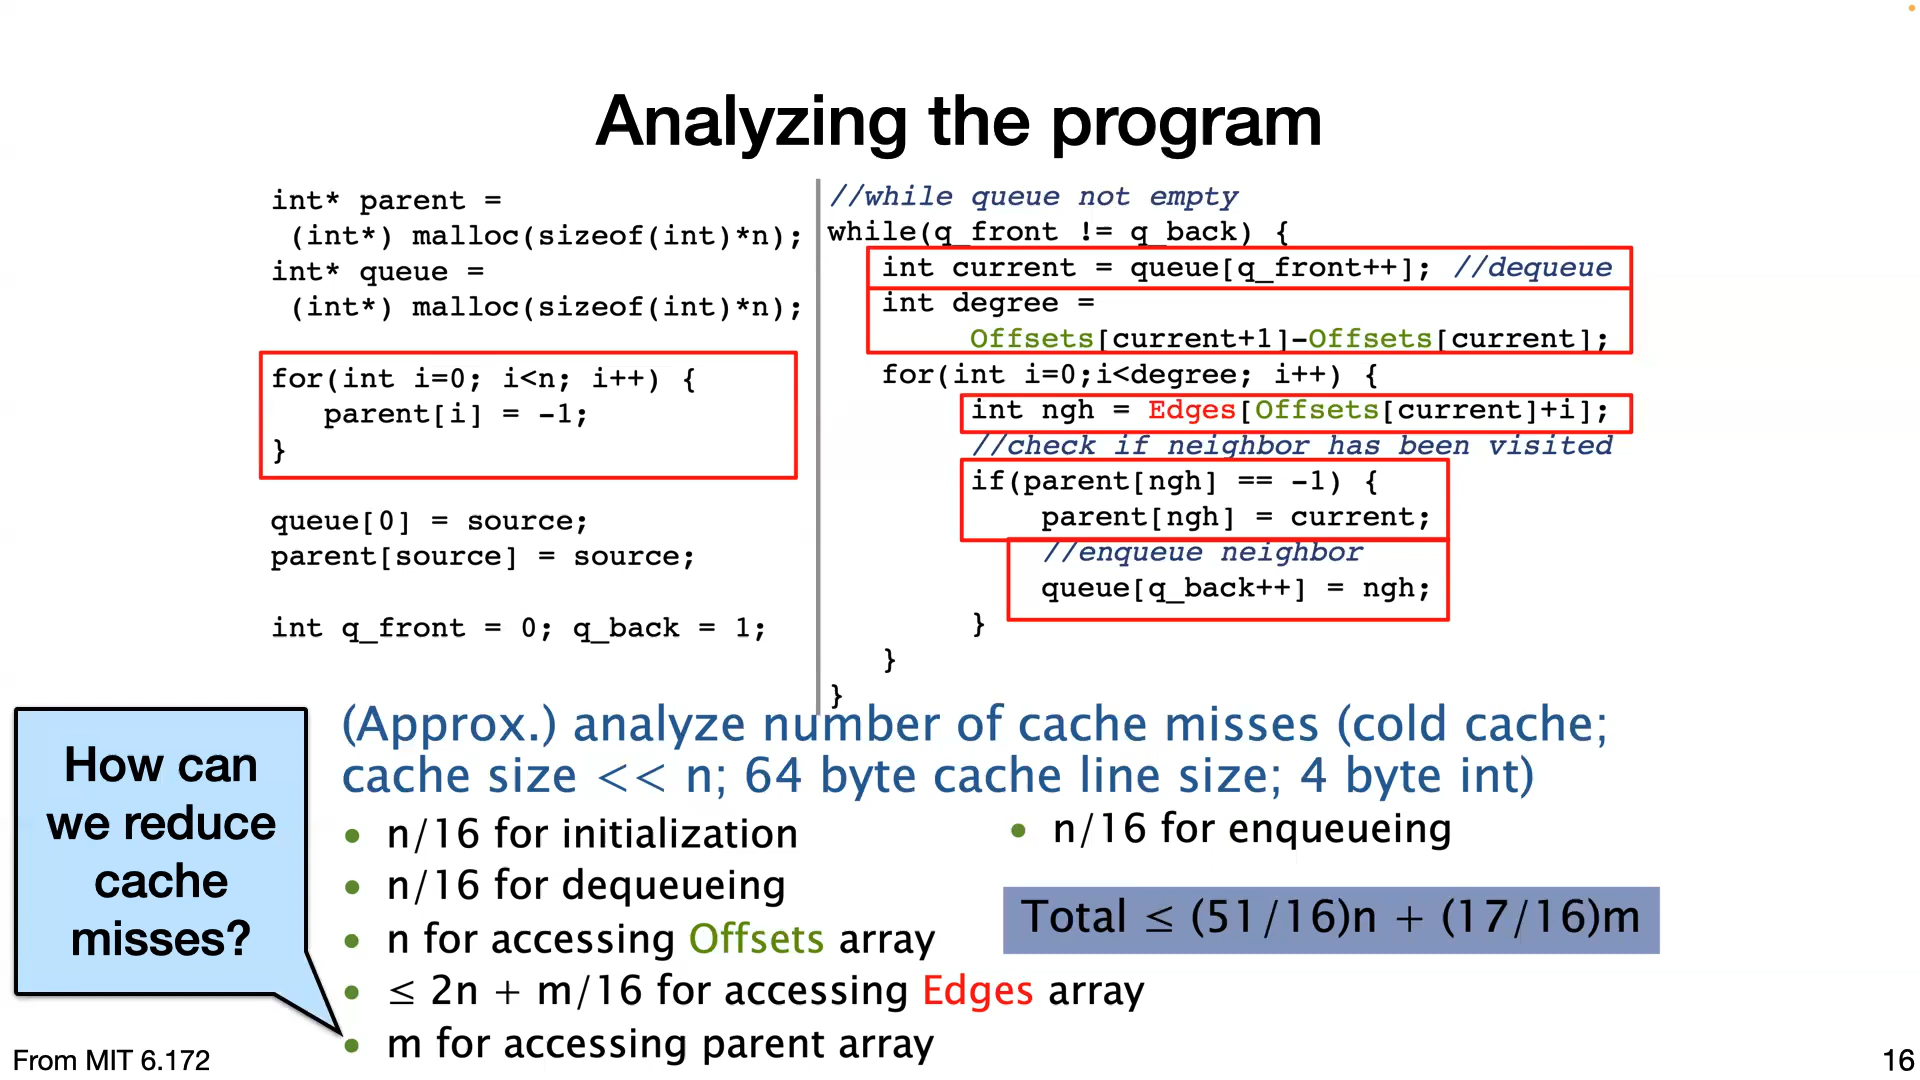 Analyzing the program
int* parent =
(int*) malloc(sizeof(int)*n);
int* queue =
(int*) malloc(sizeof(int)*n);
for(int i=0; i<n; i++) {
parent[i] = -1;
}
queue[0] = source;
parent[source] = source;
int q_front = 0; q_back = 1;
//while queue not empty
while(q_front != q_back) {
int current = queue[q_front++]; //dequeue
int degree =
Offsets[current+1]-Offsets[current];
for(int i=0;i<degree; i++) {
int ngh = Edges[Offsets[current]+i];
//check if neighbor has been visited
if(parent[ngh] == -1) {
parent[ngh] = current;
//enqueue neighbor
queue[q_back++] = ngh;
}
}
}
(Approx.) analyze number of cache misses (cold cache;
cache size << n; 64 byte cache line size; 4 byte int)
• n/16 for initialization
• n/16 for dequeueing
• n for accessing Offsets array
• ≤ 2n + m/16 for accessing Edges array
• m for accessing parent array
• n/16 for enqueueing
Total ≤ (51/16)n + (17/16)m
How can
we reduce
cache
misses?
From MIT 6.172
16